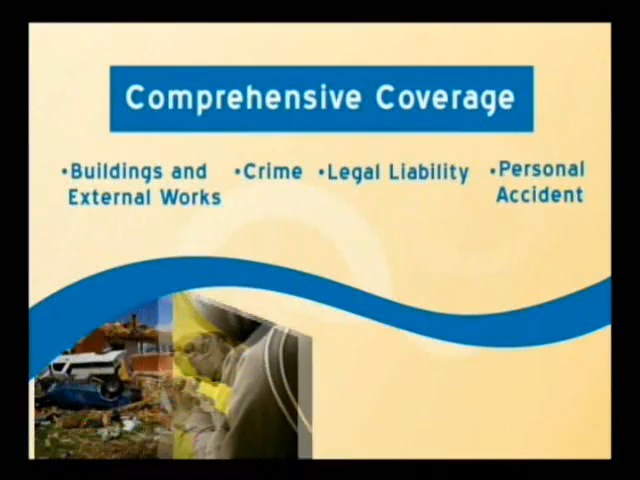 Comprehensive Coverage
•Buildings and External Works
•Crime
•Legal Liability
•Personal Accident